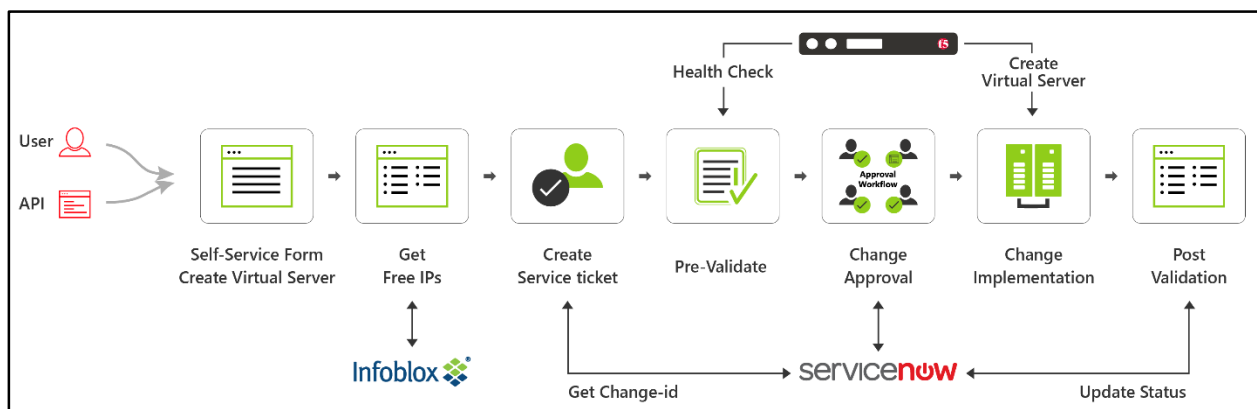 f5
Health Check
Create
Virtual Server
User
API
Approval
Workflow
Self-Service Form
Create Virtual Server
Get
Free IPs
Create
Service ticket
Pre-Validate
Change
Approval
Change
Implementation
Post
Validation
Infoblox ®
servicenow
Get Change-id
Update Status